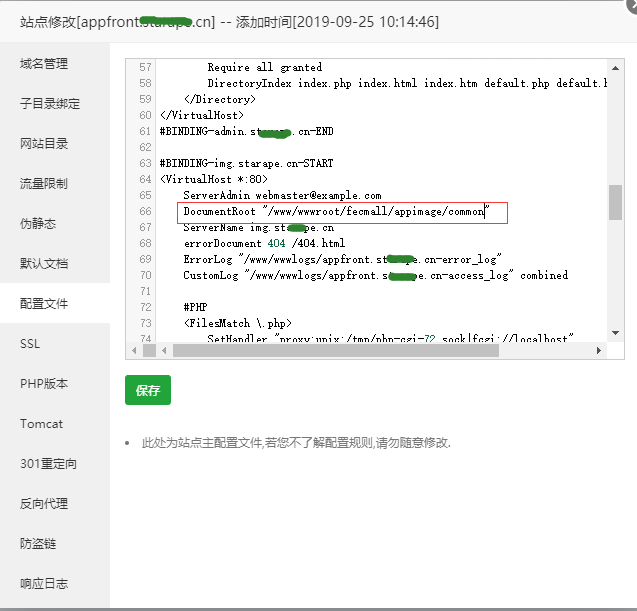 站点修改[appfront. .cn] -- 添加时间[2019-09-25 10:14:46]
域名管理
子目录绑定
网站目录
流量限制
伪静态
默认文档
配置文件
SSL
PHP版本
Tomcat
301重定向
反向代理
防盗链
响应日志
57 Require all granted
58 DirectoryIndex index.php index.html index.htm default.php default.h
59 </Directory>
60 </VirtualHost>
61 #BINDING-admin.st pe.cn-END
62
63 #BINDING-img.starape.cn-START
64 <VirtualHost *:80>
65 ServerAdmin webmaster@example.com
66 DocumentRoot "/www/wwwroot/fecmall/appimage/common"
67 ServerName img.st pe.cn
68 errorDocument 404 /404.html
69 ErrorLog "/www/wwwlogs/appfront.s e.cn-error_log"
70 CustomLog "/www/wwwlogs/appfront.s e.cn-access_log" combined
71
72 #PHP
73 <FilesMatch \.php>
74 SetHandler "proxy:unix:/tmp/php-cgi-72.sock|fcgi://localhost"
保存
此处为站点主配置文件,若您不了解配置规则,请勿随意修改.